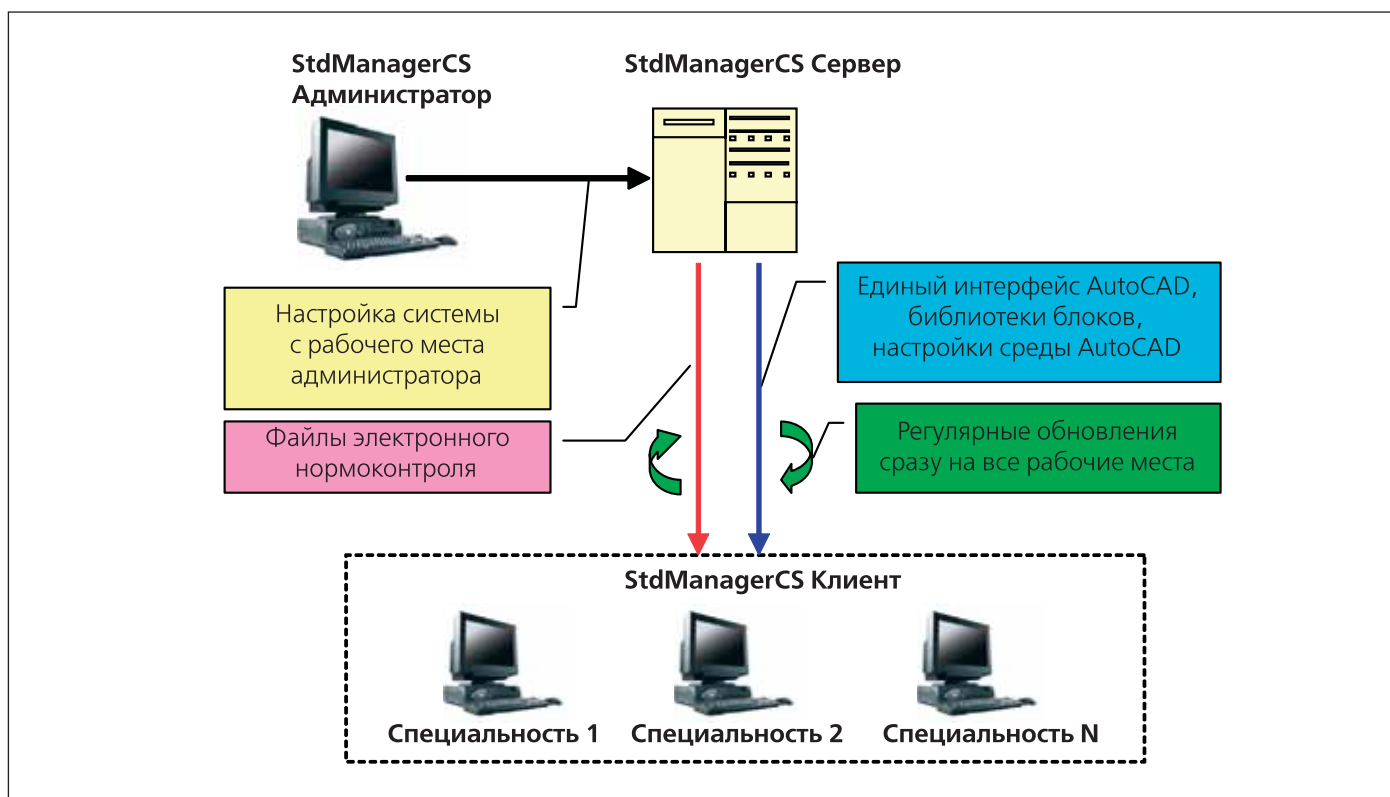 StdManagerCS
Администратор
StdManagerCS Сервер
Настройка системы
с рабочего места
администратора
Единый интерфейс AutoCAD,
библиотеки блоков,
настройки среды AutoCAD
Файлы электронного
нормоконтроля
Регулярные обновления
сразу на все рабочие места
StdManagerCS Клиент
Специальность 1
Специальность 2
Специальность N